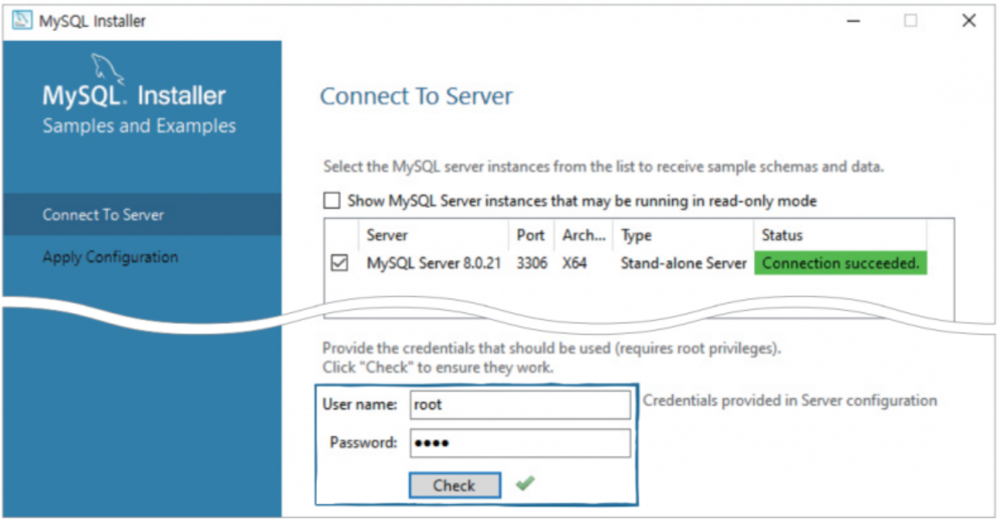 MySQL Installer
MySQL. Installer
Samples and Examples
Connect To Server
Apply Configuration
Connect To Server
Select the MySQL server instances from the list to receive sample schemas and data.
Show MySQL Server instances that may be running in read-only mode
Server Port Arch... Type Status
MySQL Server 8.0.21 3306 X64 Stand-alone Server Connection succeeded.
Provide the credentials that should be used (requires root privileges).
Click "Check" to ensure they work.
User name: root
Credentials provided in Server configuration
Password: ●●●●
Check